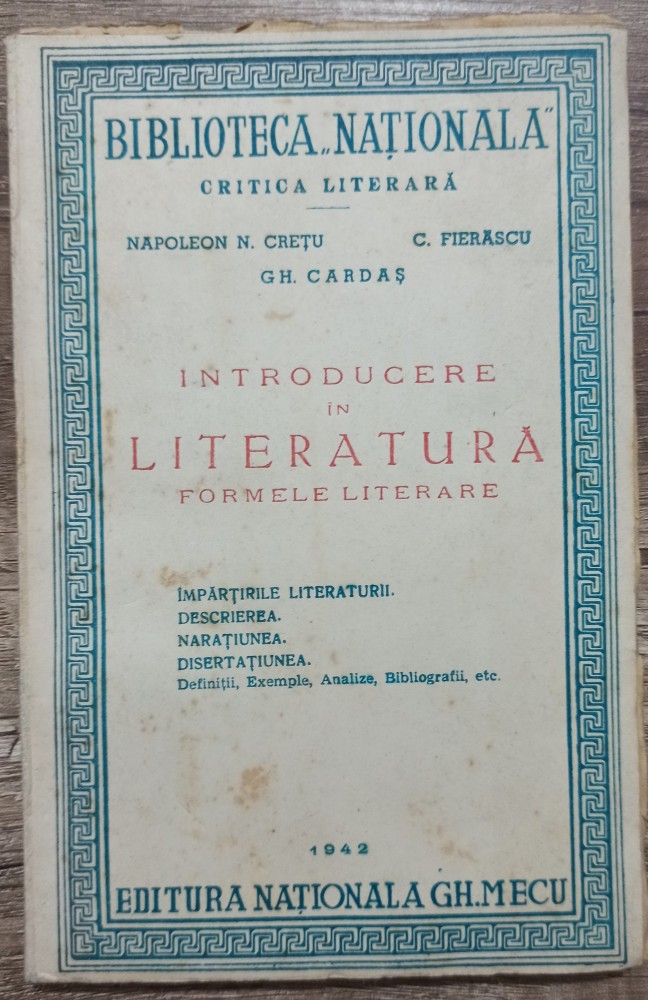 BIBLIOTECA „NAȚIONALA”
CRITICA LITERARĂ
NAPOLEON N. CREȚU C. FIERĂSCU
GH. CARDAȘ
INTRODUCERE
ÎN
LITERATURĂ
FORMELE LITERARE
ÎMPĂRȚIRILE LITERATURII.
DESCRIEREA.
NARAȚIUNEA.
DISERTAȚIUNEA.
Definiții, Exemple, Analize, Bibliografii, etc.
1942
EDITURA NAȚIONALA GH.MECU